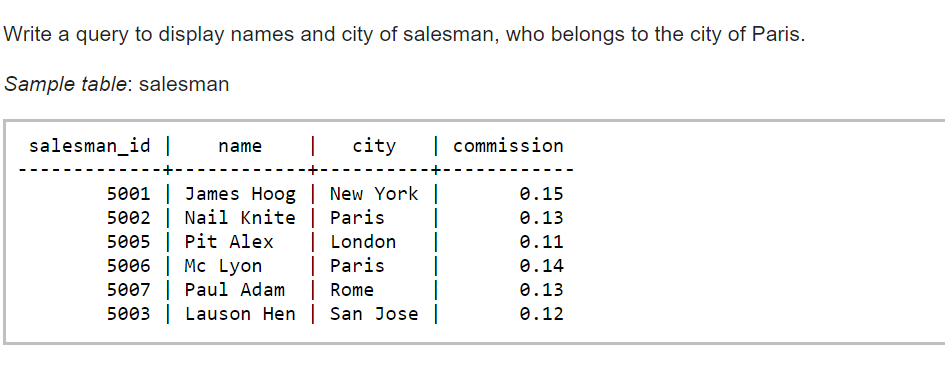 Write a query to display names and city of salesman, who belongs to the city of Paris.
Sample table: salesman
salesman_id | name | city | commission
------------+------------+----------+------------
5001 | James Hoog | New York | 0.15
5002 | Nail Knite | Paris | 0.13
5005 | Pit Alex | London | 0.11
5006 | Mc Lyon | Paris | 0.14
5007 | Paul Adam | Rome | 0.13
5003 | Lauson Hen | San Jose | 0.12